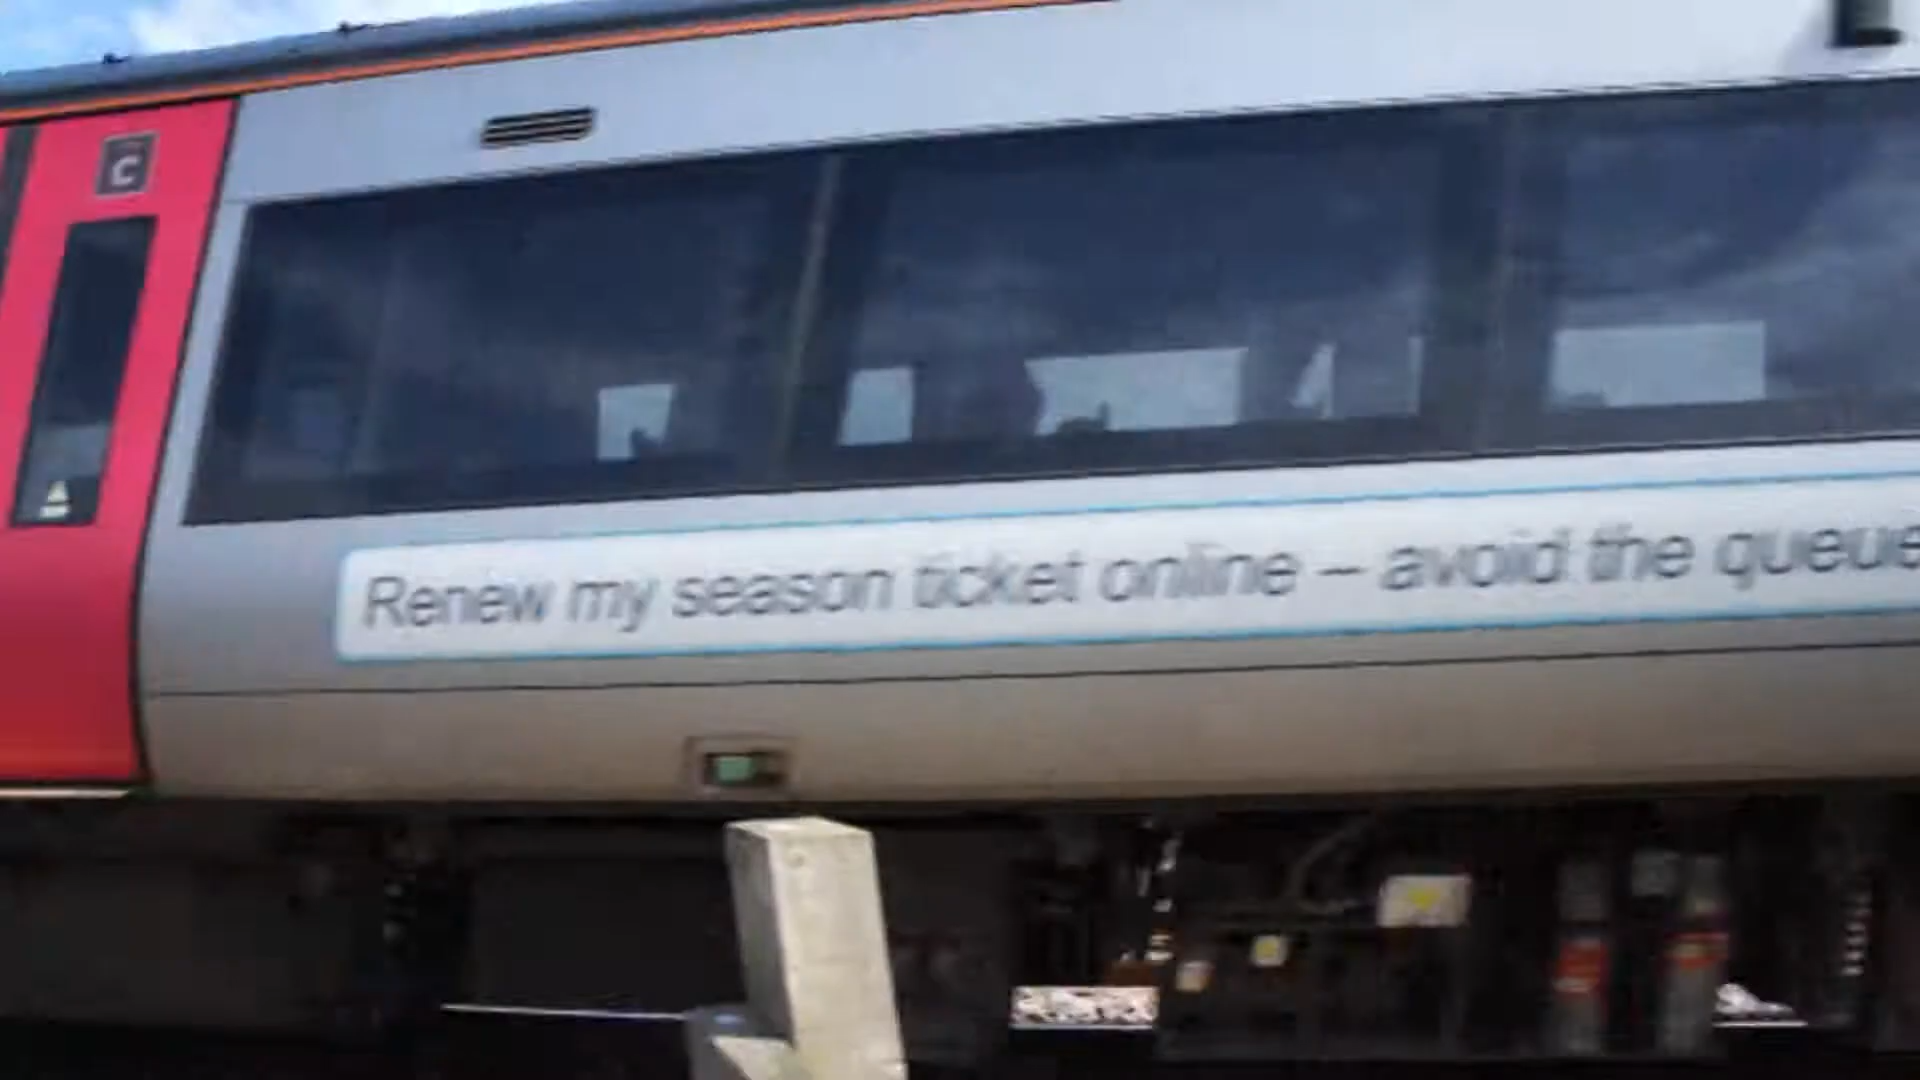 C
Renew my season ticket online – avoid the queue